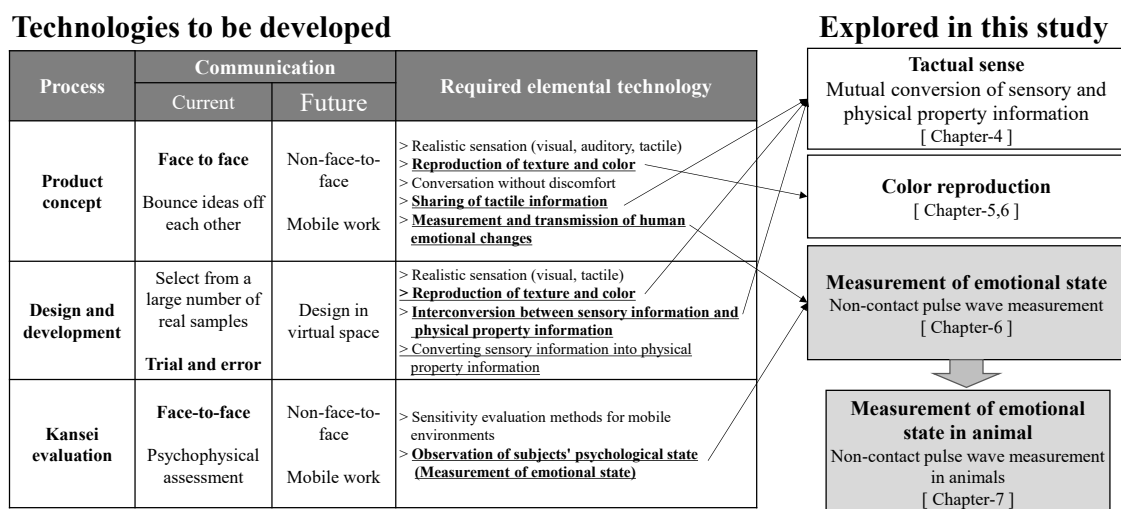 Technologies to be developed
Explored in this study
Process
Communication
Current
Future
Required elemental technology
Product
concept
Face to face
Bounce ideas off
each other
Non-face-to-
face
Mobile work
> Realistic sensation (visual, auditory, tactile)
> Reproduction of texture and color
> Conversation without discomfort
> Sharing of tactile information
> Measurement and transmission of human
emotional changes
Design and
development
Select from a
large number of
real samples
Trial and error
Design in
virtual space
> Realistic sensation (visual, tactile)
> Reproduction of texture and color
> Interconversion between sensory information and
physical property information
> Converting sensory information into physical
property information
Kansei
evaluation
Face-to-face
Psychophysical
assessment
Non-face-to-
face
Mobile work
> Sensitivity evaluation methods for mobile
environments
> Observation of subjects' psychological state
(Measurement of emotional state)
Tactual sense
Mutual conversion of sensory and
physical property information
[ Chapter-4 ]
Color reproduction
[ Chapter-5,6 ]
Measurement of emotional state
Non-contact pulse wave measurement
[ Chapter-6 ]
Measurement of emotional
state in animal
Non-contact pulse wave measurement
in animals
[ Chapter-7 ]